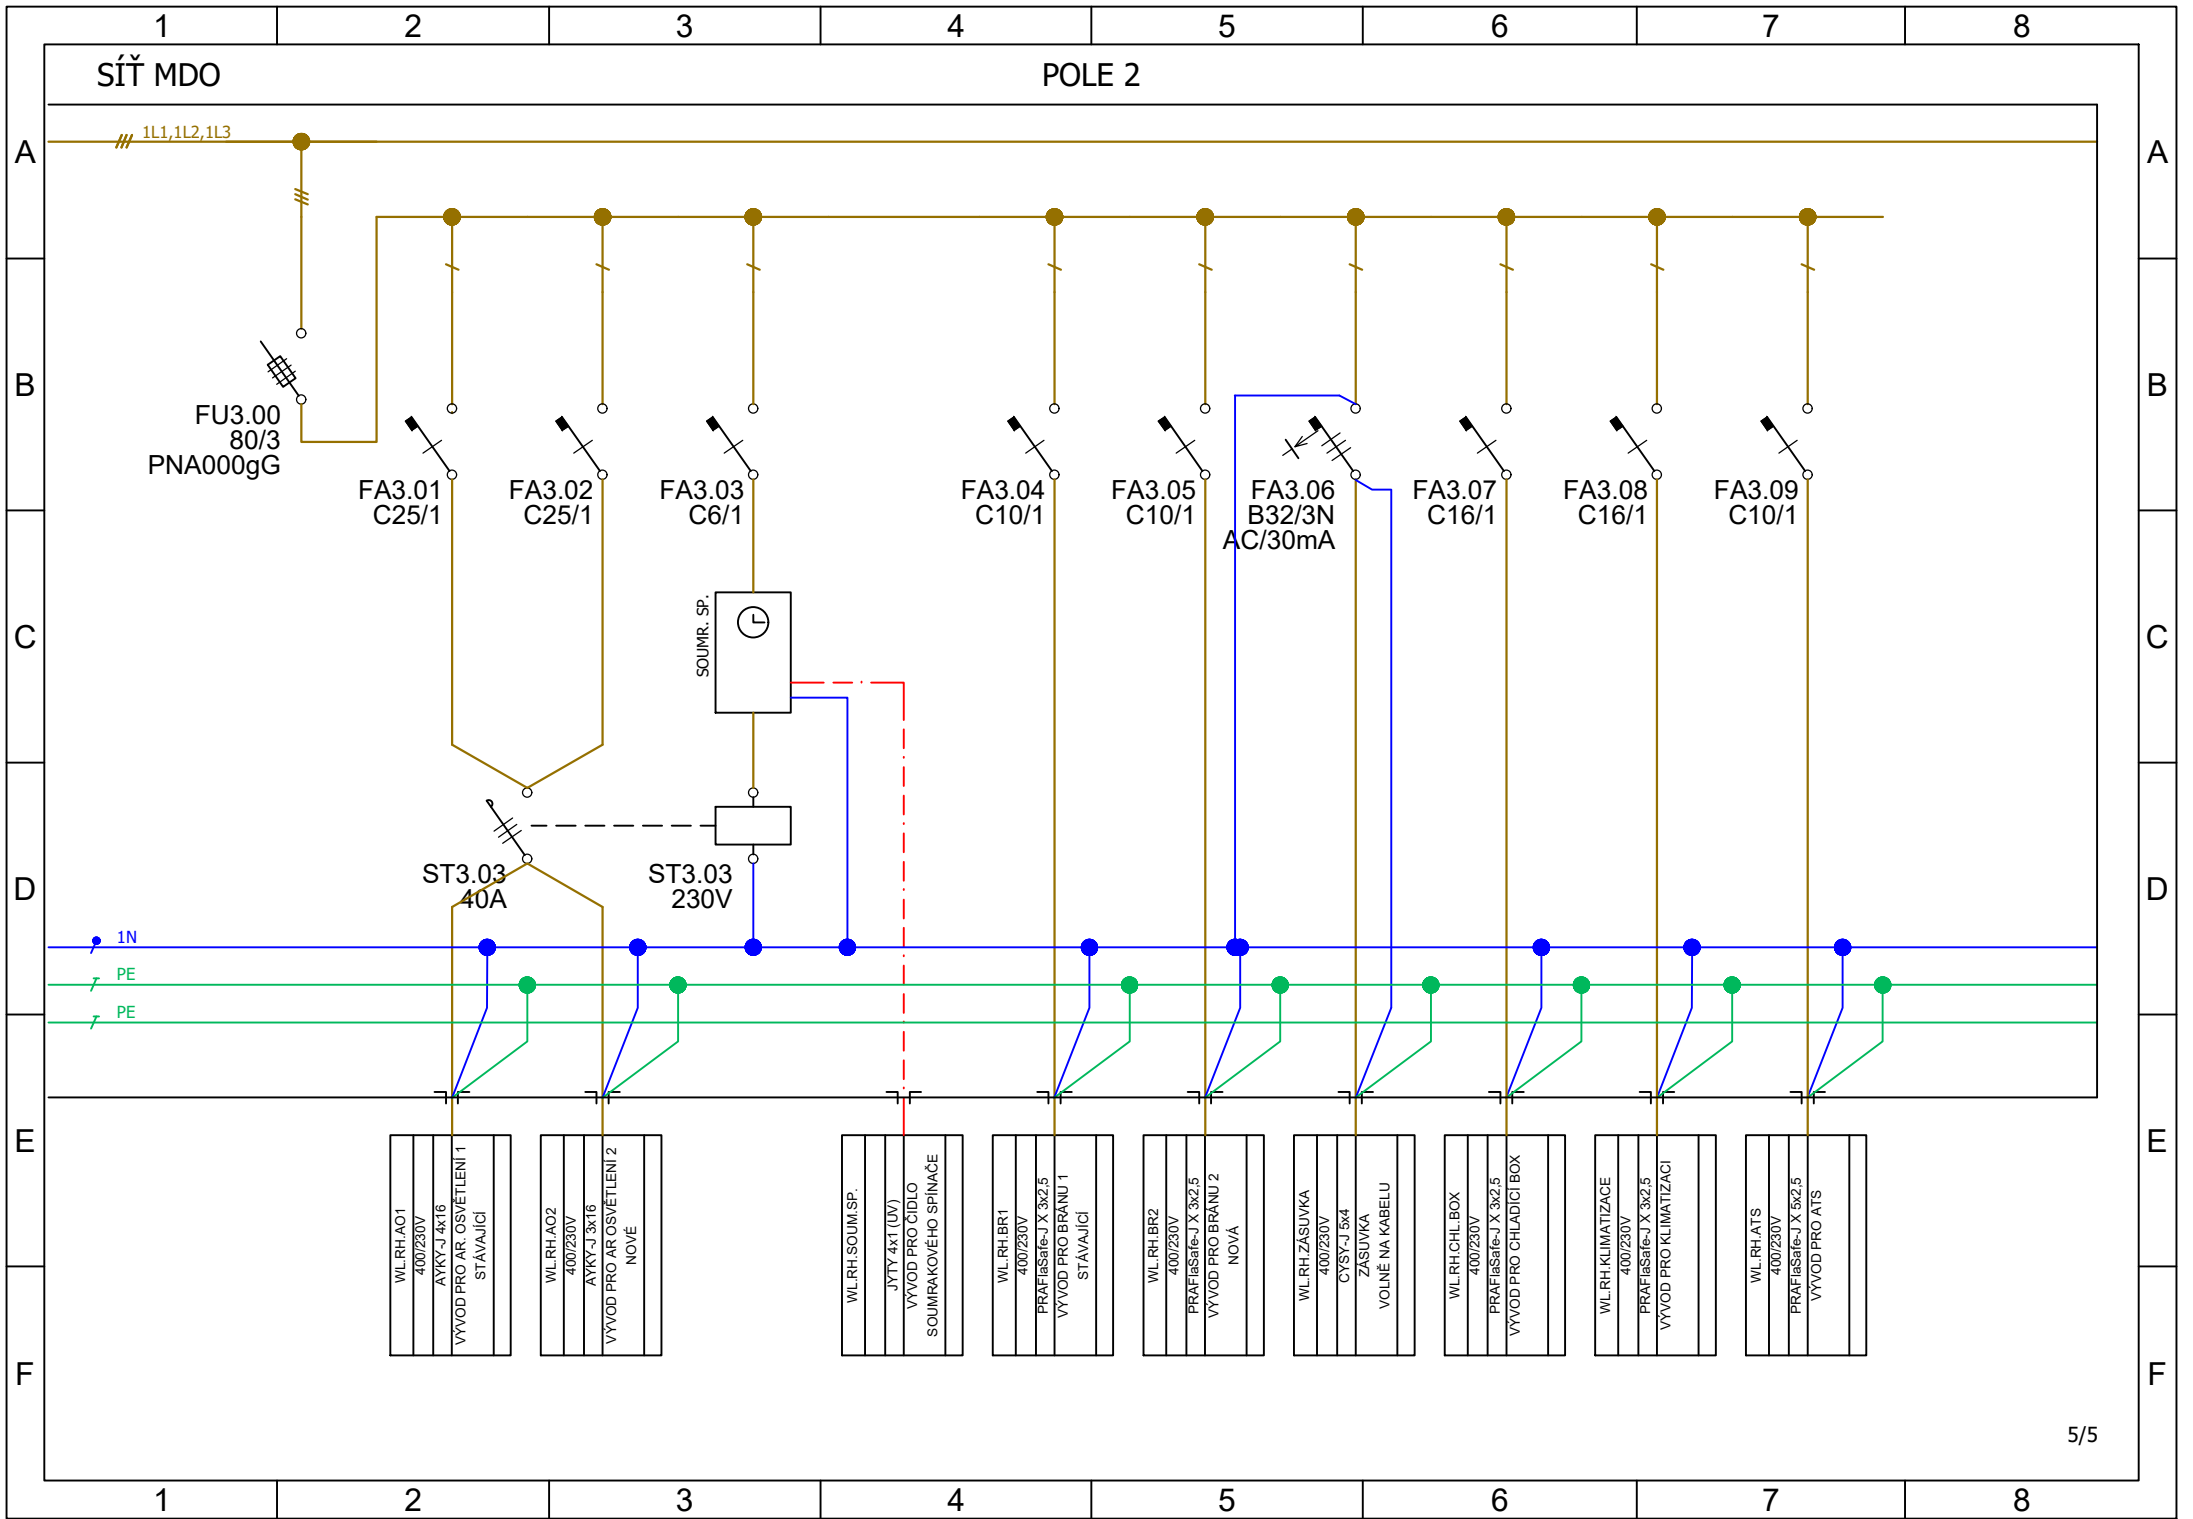 1 2 3 4 5 6 7 8
SÍŤ MDO
POLE 2
A
A
1L1,1L2,1L3
B
B
FU3.00
80/3
PNA000gG
FA3.01
C25/1
FA3.02
C25/1
FA3.03
C6/1
FA3.04
C10/1
FA3.05
C10/1
FA3.06
B32/3N
AC/30mA
FA3.07
C16/1
FA3.08
C16/1
FA3.09
C10/1
C
C
SOUMR. SP.
D
D
ST3.03
40A
ST3.03
230V
1N
PE
PE
E
E
WL.RH.AO1
400/230V
AYKY-J 4x16
VÝVOD PRO AR. OSVĚTLENÍ 1
STÁVAJÍCÍ
WL.RH.AO2
400/230V
AYKY-J 3x16
VÝVOD PRO AR OSVĚTLENÍ 2
NOVÉ
WL.RH.SOUM.SP.
JYTY 4x1 (UV)
VÝVOD PRO ČIDLO
SOUMRAKOVÉHO SPÍNAČE
WL.RH.BR1
400/230V
PRAFlaSafe-J X 3x2,5
VÝVOD PRO BRÁNU 1
STÁVAJÍCÍ
WL.RH.BR2
400/230V
PRAFlaSafe-J X 3x2,5
VÝVOD PRO BRÁNU 2
NOVÁ
WL.RH.ZÁSUVKA
400/230V
CYSY-J 5x4
ZÁSUVKA
VOLNĚ NA KABELU
WL.RH.CHL.BOX
400/230V
PRAFlaSafe-J X 3x2,5
VÝVOD PRO CHLADÍCÍ BOX
WL.RH.KLIMATIZACE
400/230V
PRAFlaSafe-J X 3x2,5
VÝVOD PRO KLIMATIZACI
WL.RH.ATS
400/230V
PRAFlaSafe-J X 5x2,5
VÝVOD PRO ATS
F
F
5/5
1 2 3 4 5 6 7 8